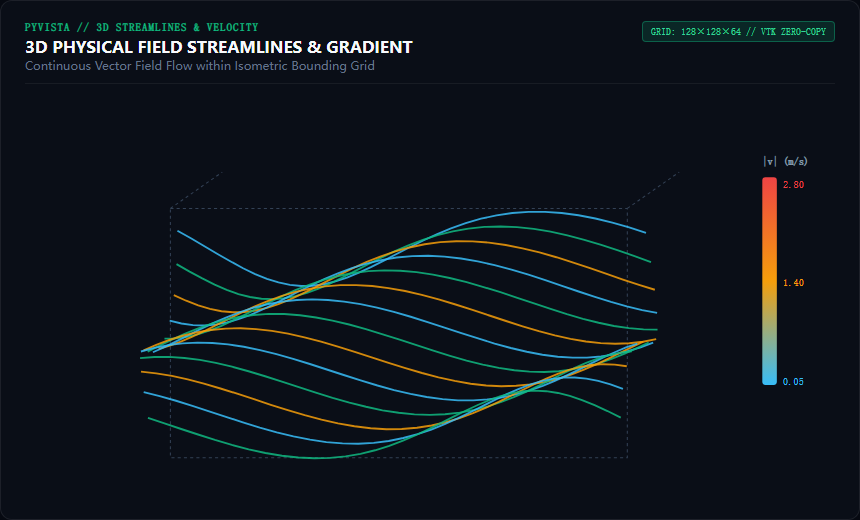 PYVISTA // 3D STREAMLINES & VELOCITY
3D PHYSICAL FIELD STREAMLINES & GRADIENT
Continuous Vector Field Flow within Isometric Bounding Grid
GRID: 128×128×64 // VTK ZERO-COPY
|v| (m/s)
2.80
1.40
0.05